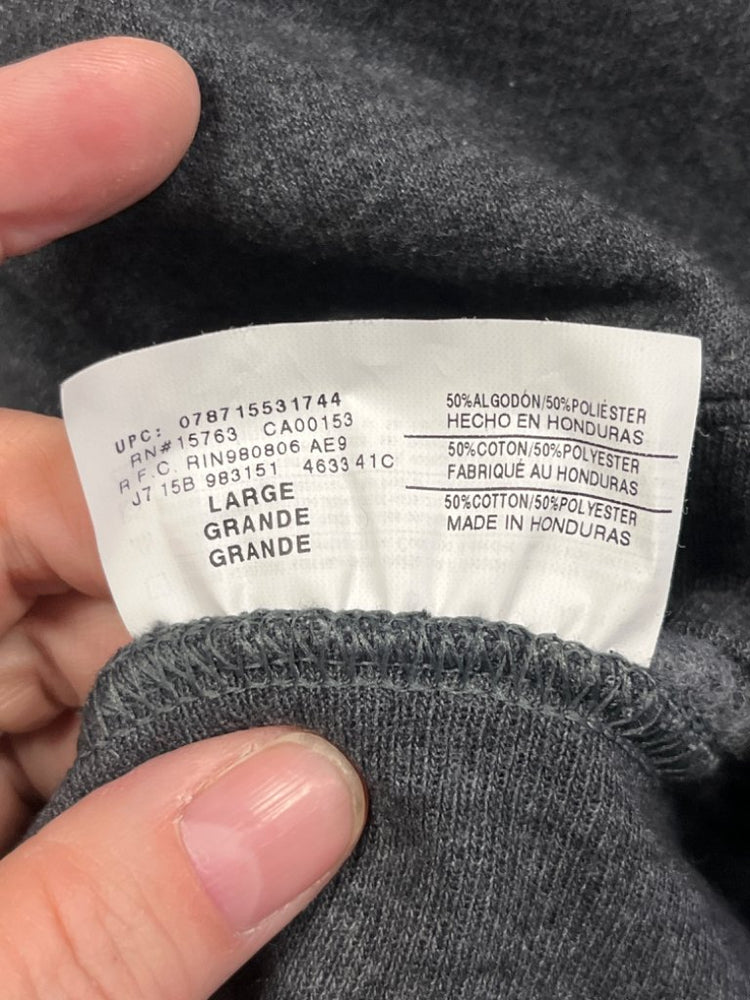 UPC: 078715531744
RN#15763 CA00153
R.F.C. RIN980806 AE9
J7 15B 983151 4633 41C
LARGE
GRANDE
GRANDE
50%ALGODÓN/50%POLIÉSTER
HECHO EN HONDURAS
50%COTON/50%POLYESTER
FABRIQUÉ AU HONDURAS
50%COTTON/50%POLYESTER
MADE IN HONDURAS